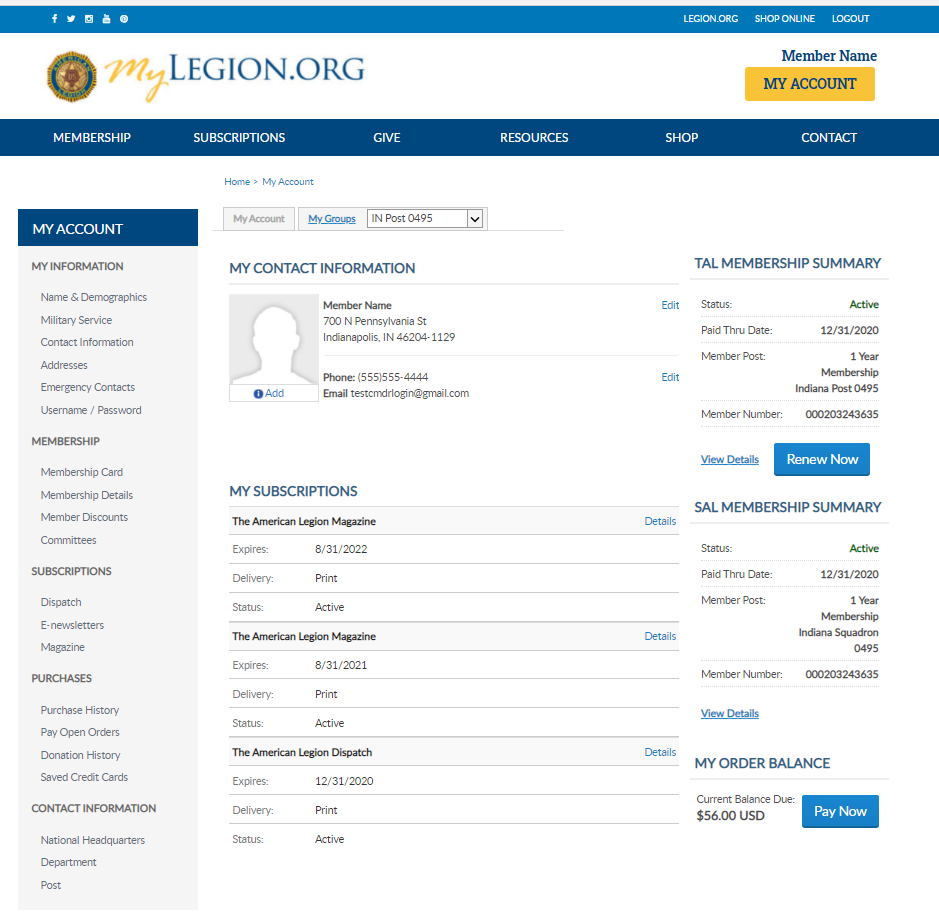 LEGION.ORG SHOP ONLINE LOGOUT
MyLEGION.ORG
Member Name
MY ACCOUNT
MEMBERSHIP SUBSCRIPTIONS GIVE RESOURCES SHOP CONTACT
Home > My Account
MY ACCOUNT
MY INFORMATION
Name & Demographics
Military Service
Contact Information
Addresses
Emergency Contacts
Username / Password
MEMBERSHIP
Membership Card
Membership Details
Member Discounts
Committees
SUBSCRIPTIONS
Dispatch
E-newsletters
Magazine
PURCHASES
Purchase History
Pay Open Orders
Donation History
Saved Credit Cards
CONTACT INFORMATION
National Headquarters
Department
Post
My Account My Groups IN Post 0495
MY CONTACT INFORMATION
Member Name Edit
700 N Pennsylvania St
Indianapolis, IN 46204-1129
Phone: (555)555-4444 Edit
Add
Email testcmdrlogin@gmail.com
MY SUBSCRIPTIONS
The American Legion Magazine Details
Expires: 8/31/2022
Delivery: Print
Status: Active
The American Legion Magazine Details
Expires: 8/31/2021
Delivery: Print
Status: Active
The American Legion Dispatch Details
Expires: 12/31/2020
Delivery: Print
Status: Active
TAL MEMBERSHIP SUMMARY
Status: Active
Paid Thru Date: 12/31/2020
Member Post: 1 Year
Membership
Indiana Post 0495
Member Number: 000203243635
View Details Renew Now
SAL MEMBERSHIP SUMMARY
Status: Active
Paid Thru Date: 12/31/2020
Member Post: 1 Year
Membership
Indiana Squadron
0495
Member Number: 000203243635
View Details
MY ORDER BALANCE
Current Balance Due:
$56.00 USD
Pay Now